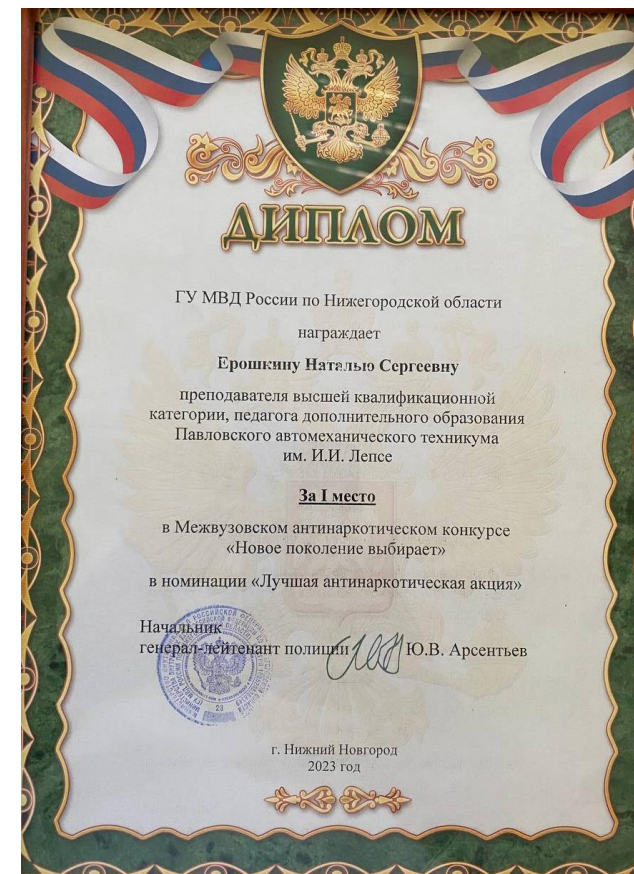 ДИПЛОМ
ГУ МВД России по Нижегородской области
награждает
Ерошкину Наталью Сергеевну
преподавателя высшей квалификационной
категории, педагога дополнительного образования
Павловского автомеханического техникума
им. И.И. Лепсе
За I место
в Межвузовском антинаркотическом конкурсе
«Новое поколение выбирает»
в номинации «Лучшая антинаркотическая акция»
Начальник
генерал-лейтенант полиции Ю.В. Арсентьев
г. Нижний Новгород
2023 год